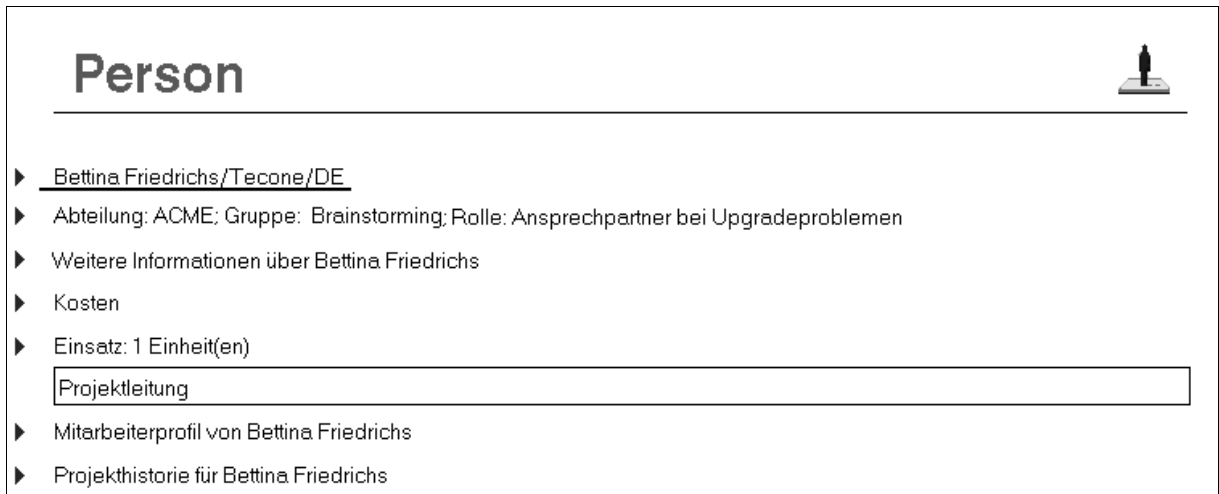 Person
Bettina Friedrichs/Tecone/DE
Abteilung: ACME; Gruppe: Brainstorming; Rolle: Ansprechpartner bei Upgradeproblemen
Weitere Informationen über Bettina Friedrichs
Kosten
Einsatz: 1 Einheit(en)
Projektleitung
Mitarbeiterprofil von Bettina Friedrichs
Projekthistorie für Bettina Friedrichs